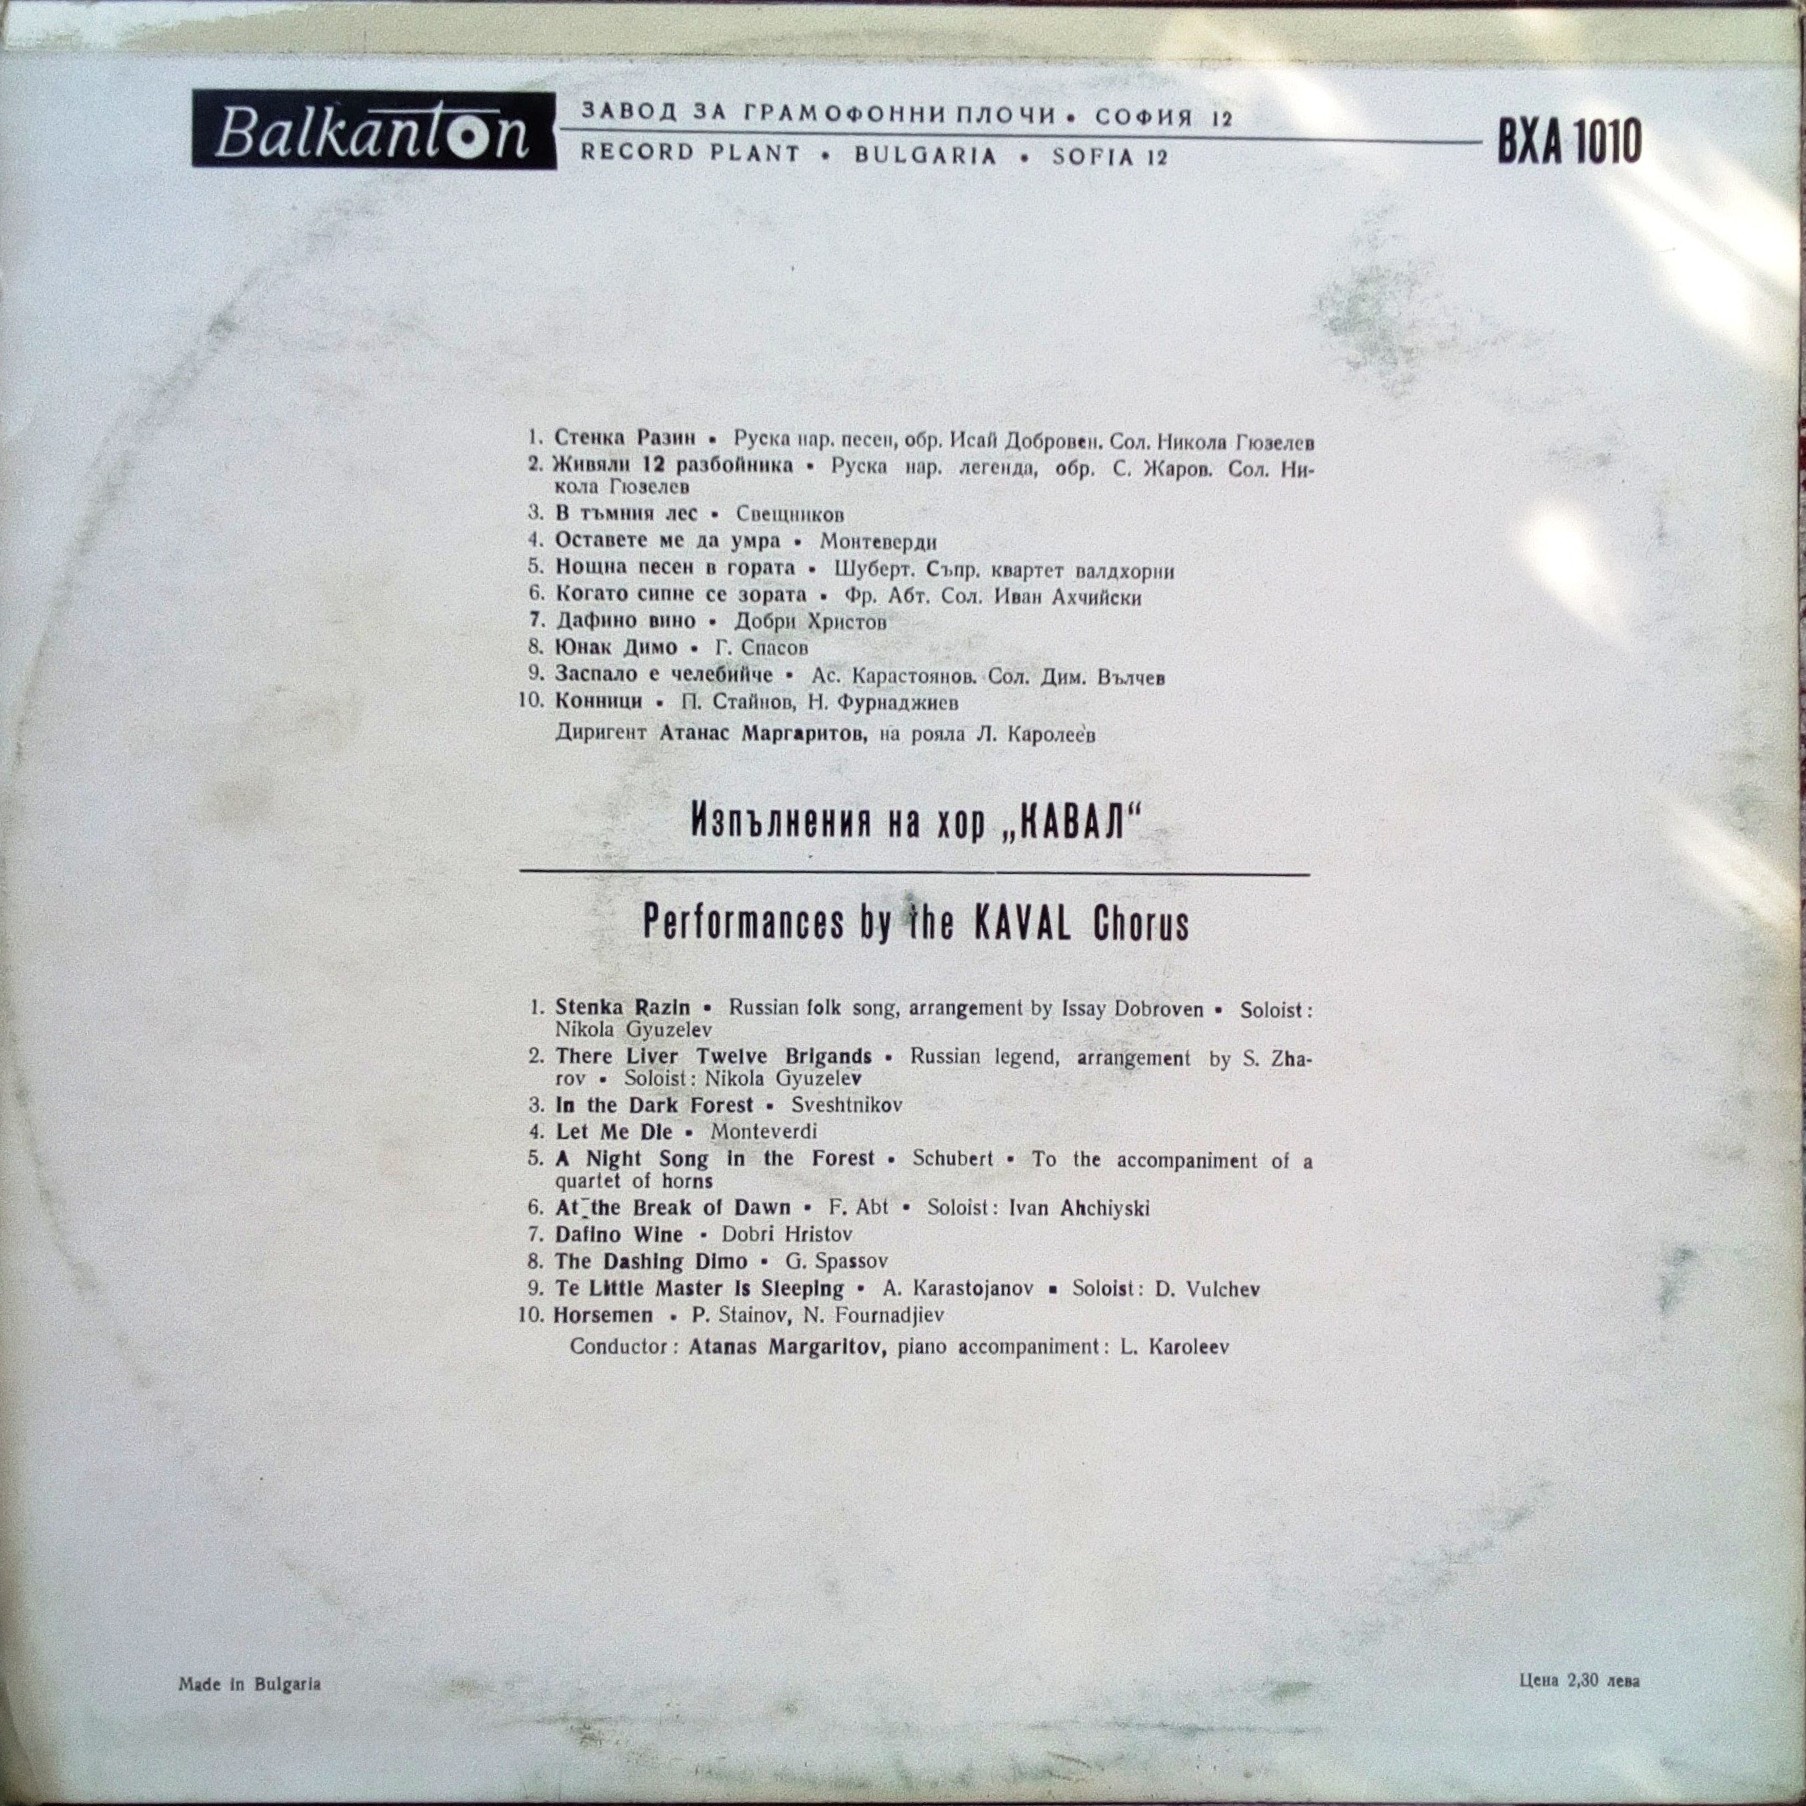 Balkanton
ЗАВОД ЗА ГРАМОФОННИ ПЛОЧИ • СОФИЯ 12
RECORD PLANT • BULGARIA • SOFIA 12
ВХА 1010
1. Стенка Разин • Руска нар. песен, обр. Исай Добровен. Сол. Никола Гюзелев
2. Живяли 12 разбойника • Руска нар. легенда, обр. С. Жаров. Сол. Ни-
кола Гюзелев
3. В тъмния лес • Свещников
4. Оставете ме да умра • Монтеверди
5. Нощна песен в гората • Шуберт. Съпр. квартет валдхорни
6. Когато сипне се зората • Фр. Абт. Сол. Иван Ахчийски
7. Дафино вино • Добри Христов
8. Юнак Димо • Г. Спасов
9. Заспало е челебийче • Ас. Карастоянов. Сол. Дим. Вълчев
10. Конници • П. Стайнов, Н. Фурнаджиев
Диригент Атанас Маргаритов, на рояла Л. Каролеев
Изпълнения на хор „КАВАЛ“
Performances by the KAVAL Chorus
1. Stenka Razin • Russian folk song, arrangement by Issay Dobroven • Soloist:
Nikola Gyuzelev
2. There Liver Twelve Brigands • Russian legend, arrangement by S. Zha-
rov • Soloist: Nikola Gyuzelev
3. In the Dark Forest • Sveshtnikov
4. Let Me Die • Monteverdi
5. A Night Song in the Forest • Schubert • To the accompaniment of a
quartet of horns
6. At the Break of Dawn • F. Abt • Soloist: Ivan Ahchiyski
7. Dafino Wine • Dobri Hristov
8. The Dashing Dimo • G. Spassov
9. Te Little Master Is Sleeping • A. Karastojanov • Soloist: D. Vulchev
10. Horsemen • P. Stainov, N. Fournadjiev
Conductor: Atanas Margaritov, piano accompaniment: L. Karoleev
Made in Bulgaria
Цена 2,30 лева